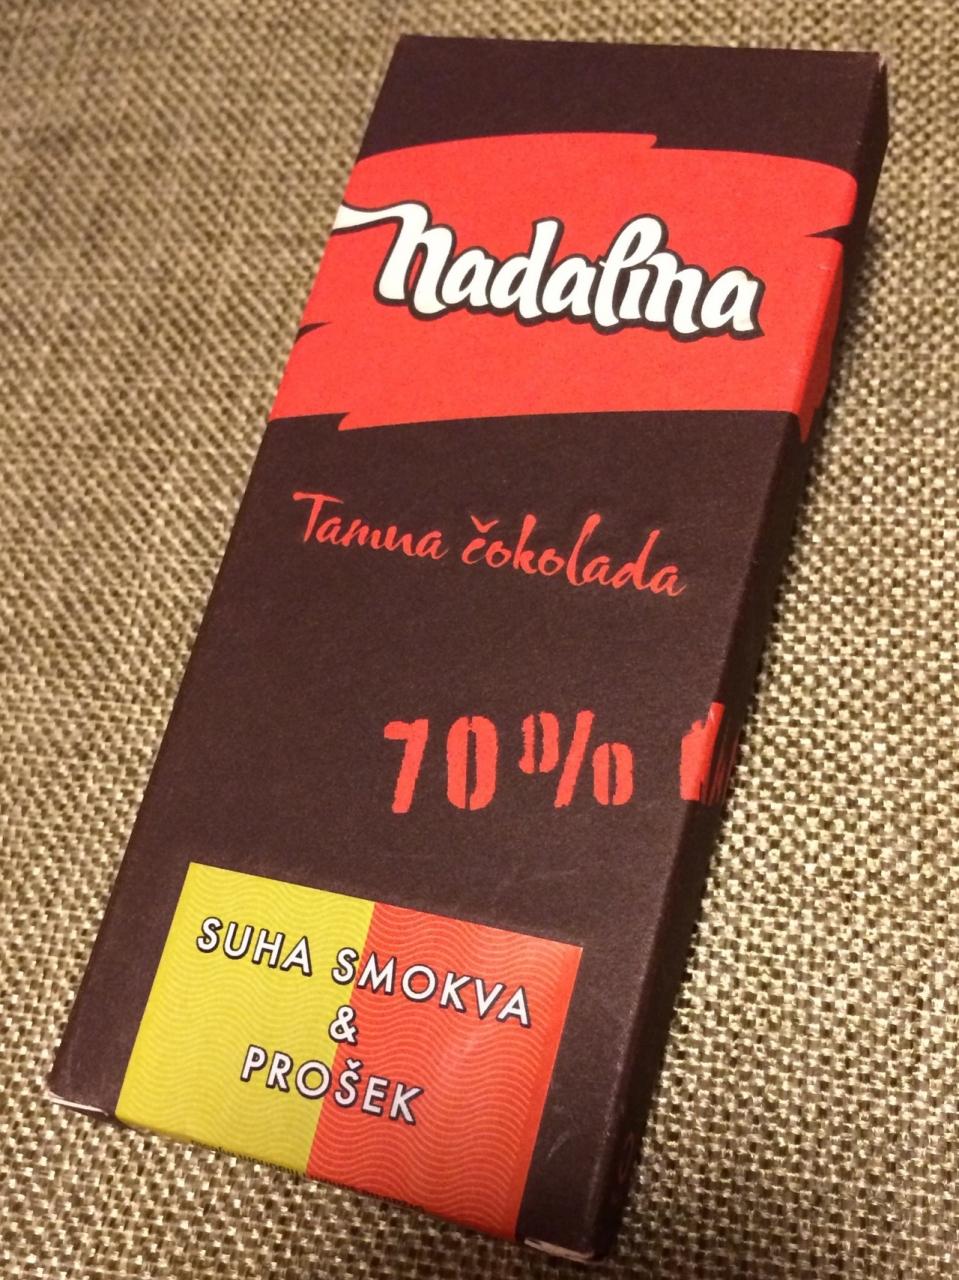 Nadalina
Tamna čokolada
70%
SUHA SMOKVA
&
PROŠEK